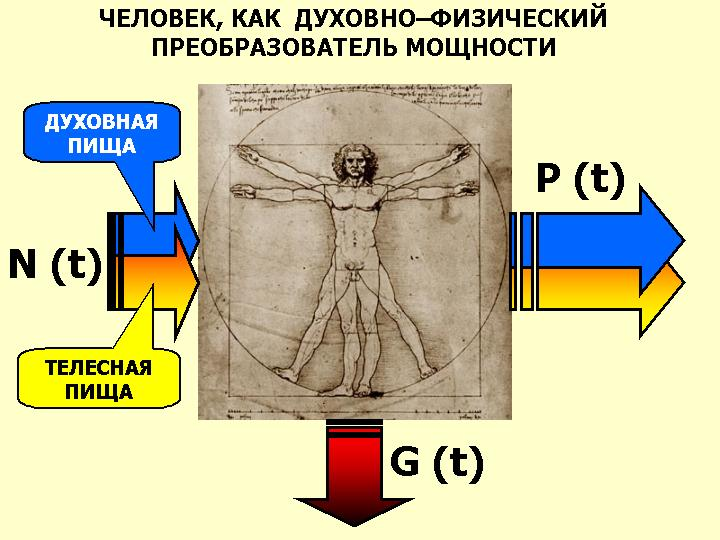 ЧЕЛОВЕК, КАК ДУХОВНО–ФИЗИЧЕСКИЙ
ПРЕОБРАЗОВАТЕЛЬ МОЩНОСТИ
ДУХОВНАЯ
ПИЩА
P (t)
N (t)
ТЕЛЕСНАЯ
ПИЩА
G (t)